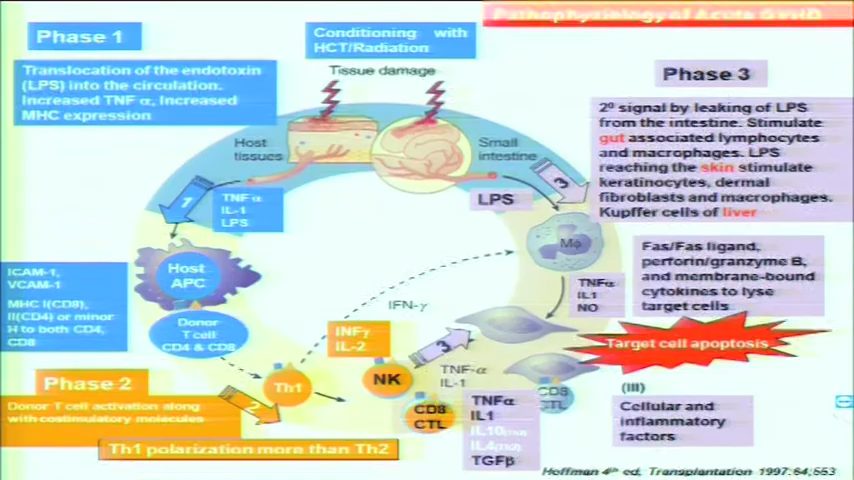 Pathophysiology of Acute GvHD
Phase 1
Conditioning with
HCT/Radiation
Translocation of the endotoxin
(LPS) into the circulation.
Increased TNF α, Increased
MHC expression
Tissue damage
Phase 3
2⁰ signal by leaking of LPS
from the intestine. Stimulate
gut associated lymphocytes
and macrophages. LPS
reaching the skin stimulate
keratinocytes, dermal
fibroblasts and macrophages.
Kupffer cells of liver
Host
tissues
Small
intestine
1
TNF α
IL-1
LPS
LPS
3
Mφ
Host
APC
ICAM-1,
VCAM-1
MHC I(CD8),
II(CD4) or minor
H to both CD4,
CD8
Donor
T cell
CD4 & CD8
IFN-γ
TNFα
IL1
NO
Fas/Fas ligand,
perforin/granzyme B,
and membrane-bound
cytokines to lyse
target cells
Target cell apoptosis
INFγ
IL-2
3
Phase 2
Donor T cell activation along
with costimulatory molecules
2
Th1
NK
TNF-α
IL-1
CD8
CTL
CD8
CTL
TNFα
IL1
IL10
IL4
TGFβ
(III)
Cellular and
inflammatory
factors
Th1 polarization more than Th2
Hoffman 4th ed, Transplantation 1997:64;553